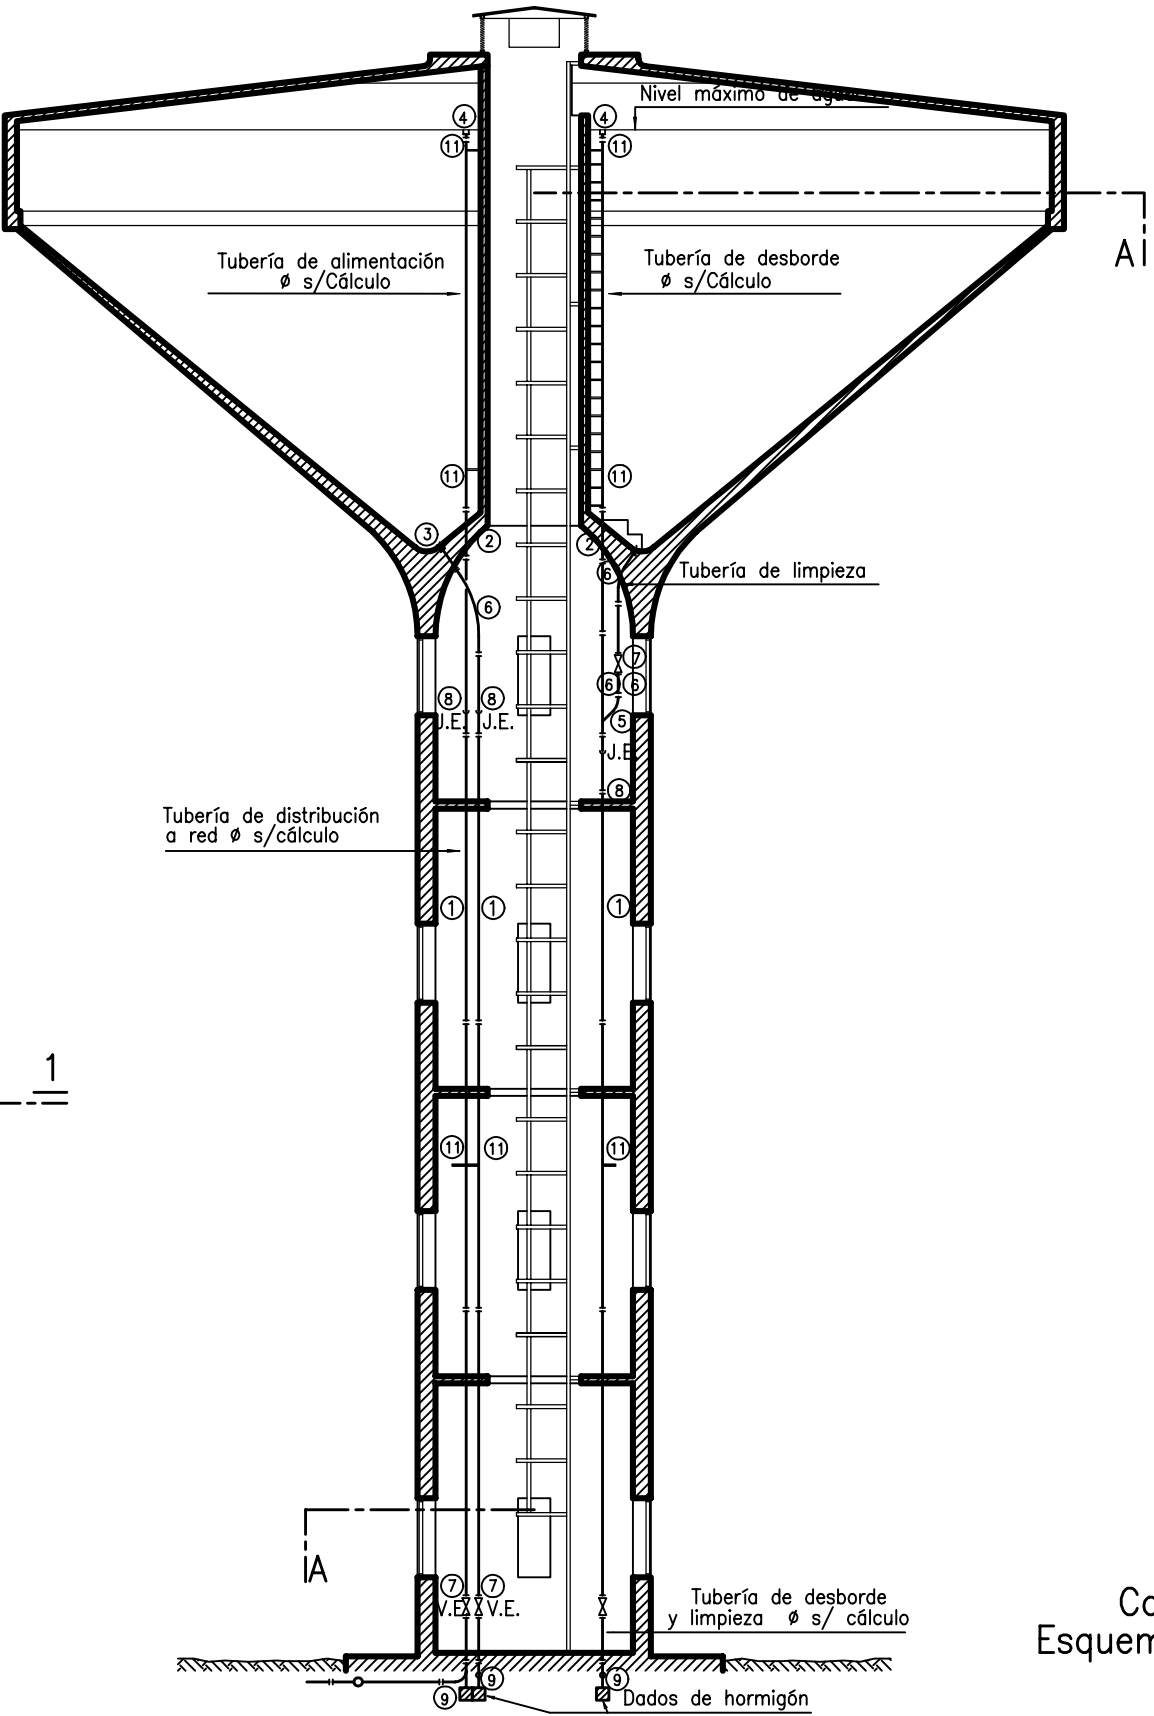 Nivel máximo de agua
4
4
11
11
A
Tubería de alimentación
ø s/Cálculo
Tubería de desborde
ø s/Cálculo
11
11
3
2
2
6
Tubería de limpieza
6
7
6
6
8
8
J.E.
J.E.
5
J.E.
8
Tubería de distribución
a red ø s/cálculo
1
1
1
1
11
11
11
A
7
7
V.E.
V.E.
Tubería de desborde
y limpieza ø s/ cálculo
Esquem
9
9
9
Dados de hormigón